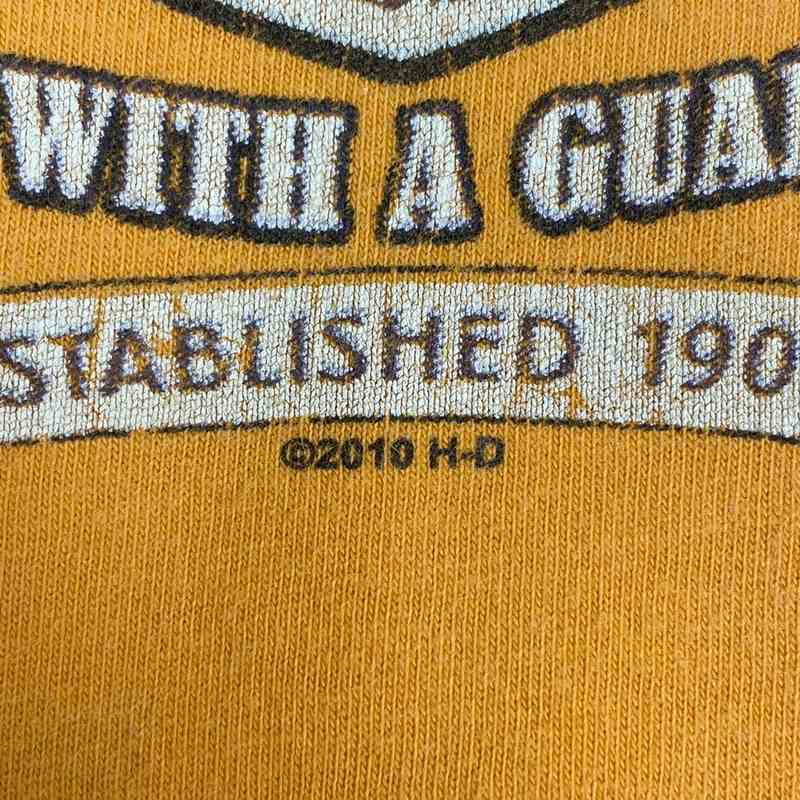 WITH A GUA
STABLISHED 190
©2010 H-D